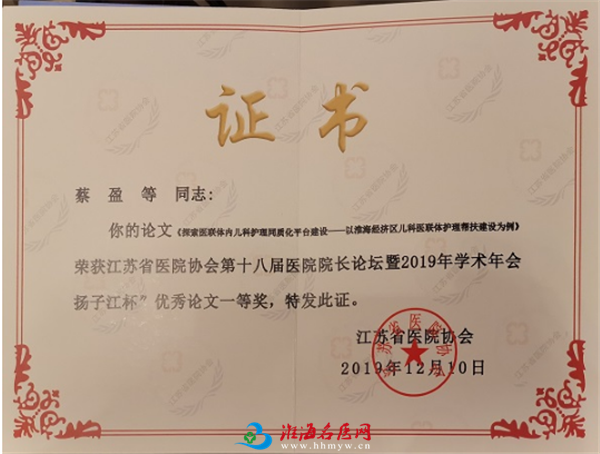 证书
蔡 盈 等 同志:
你的论文《探索医联体内儿科护理同质化平台建设——以淮海经济区儿科医联体护理帮扶建设为例》
荣获江苏省医院协会第十八届医院院长论坛暨2019年学术年会
扬子江杯”优秀论文一等奖,特发此证。
江苏省医院协会
2019年12月10日
淮海名医网
www.hhmyw.com